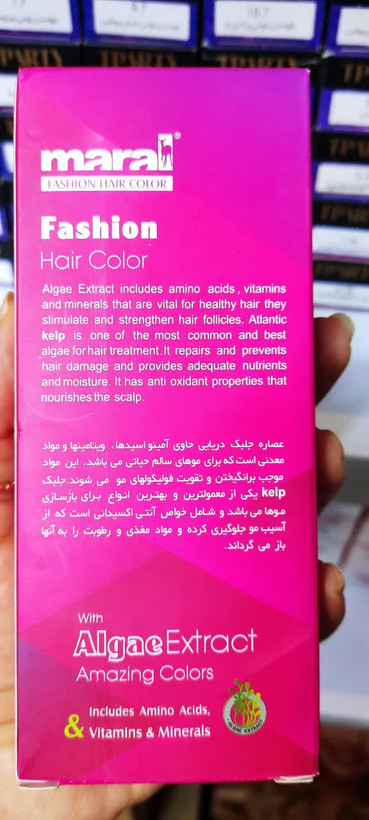 maral®
FASHION HAIR COLOR
Fashion
Hair Color
Algae Extract includes amino acids , vitamins
and minerals that are vital for healthy hair they
stimulate and strengthen hair follicles. Atlantic
kelp is one of the most common and best
algae for hair treatment.It repairs and prevents
hair damage and provides adequate nutrients
and moisture. It has anti oxidant properties that
nourishes the scalp.
عصاره جلبک دریایی حاوی آمینو اسیدها، ویتامینها و مواد
معدنی است که برای موهای سالم حیاتی می باشد. این مواد
موجب برانگیختن و تقویت فولیکولهای مو می شوند.جلبک
kelp یکی از معمولترین و بهترین انواع برای بازسازی
موها می باشد و شامل خواص آنتی اکسیدانی است که از
آسیب مو جلوگیری کرده و مواد مغذی و رطوبت را به آنها
باز می گرداند.
With
Algae Extract
Amazing Colors
Includes Amino Acids,
& Vitamins & Minerals
ALGAE EXTRACT
TPARTY